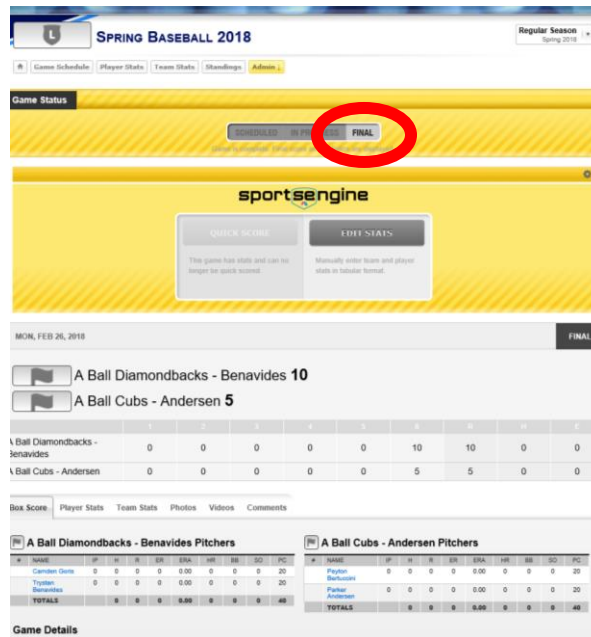 L
SPRING BASEBALL 2018
Regular Season
Spring 2018
Game Schedule Player Stats Team Stats Standings Admin
Game Status
SCHEDULED IN PROGRESS FINAL
Game is complete.
sportsengine
QUICK SCORE EDIT STATS
This game has stats and can no
longer be quick scored.
Manually enter team and player
stats in tabular format.
MON, FEB 26, 2018 FINAL
A Ball Diamondbacks - Benavides 10
A Ball Cubs - Andersen 5
1 2 3 4 5 6 R H E
A Ball Diamondbacks -
Benavides 0 0 0 0 0 10 10 0 0
A Ball Cubs - Andersen 0 0 0 0 0 5 5 0 0
Box Score Player Stats Team Stats Photos Videos Comments
A Ball Diamondbacks - Benavides Pitchers
# NAME IP H R ER ERA HR BB SO PC
Camden Goris 0 0 0 0 0.00 0 0 0 20
Trysten
Benavides 0 0 0 0 0.00 0 0 0 20
TOTALS 0 0 0 0.00 0 0 0 40
A Ball Cubs - Andersen Pitchers
# NAME IP H R ER ERA HR BB SO PC
Peyton
Bertuccini 0 0 0 0 0.00 0 0 0 20
Parker
Andersen 0 0 0 0 0.00 0 0 0 20
TOTALS 0 0 0 0.00 0 0 0 40
Game Details